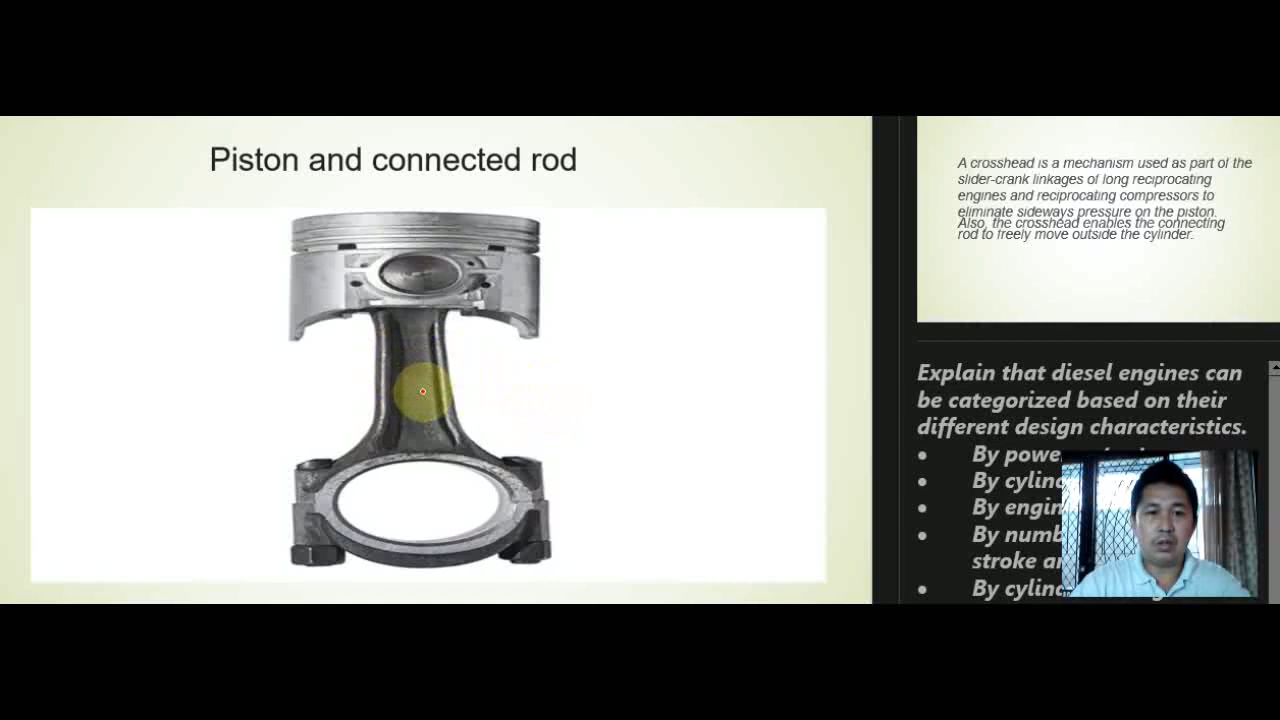 Piston and connected rod
A crosshead is a mechanism used as part of the
slider-crank linkages of long reciprocating
engines and reciprocating compressors to
eliminate sideways pressure on the piston.
Also, the crosshead enables the connecting
rod to freely move outside the cylinder.
Explain that diesel engines can
be categorized based on their
different design characteristics.
• By
• By
• By
• By
stroke
• By